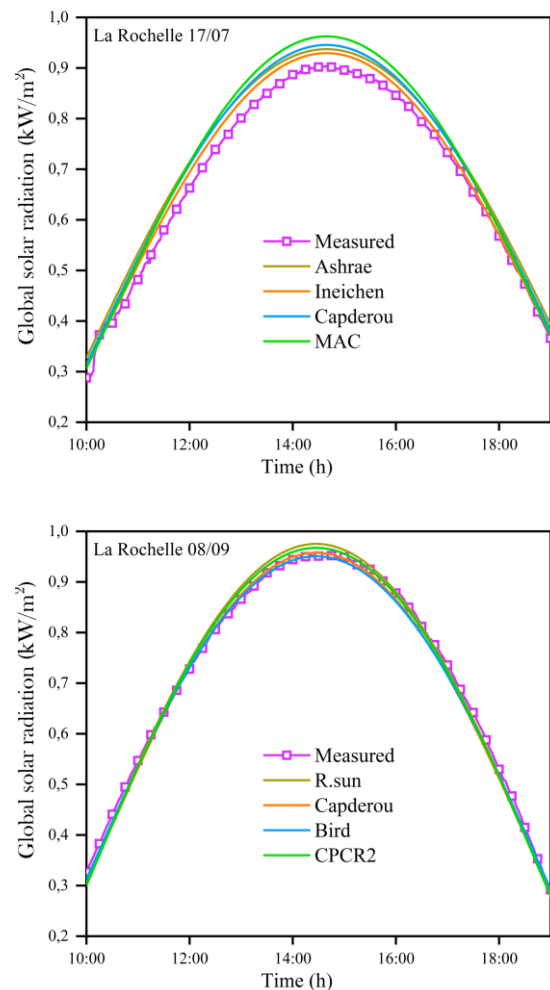 La Rochelle 17/07
Global solar radiation (kW/m²)
1,0
0,9
0,8
0,7
0,6
0,5
0,4
0,3
0,2
Measured
Ashrae
Ineichen
Capderou
MAC
10:00 12:00 14:00 16:00 18:00
Time (h)
La Rochelle 08/09
Global solar radiation (kW/m²)
1,0
0,9
0,8
0,7
0,6
0,5
0,4
0,3
0,2
Measured
R.sun
Capderou
Bird
CPCR2
10:00 12:00 14:00 16:00 18:00
Time (h)